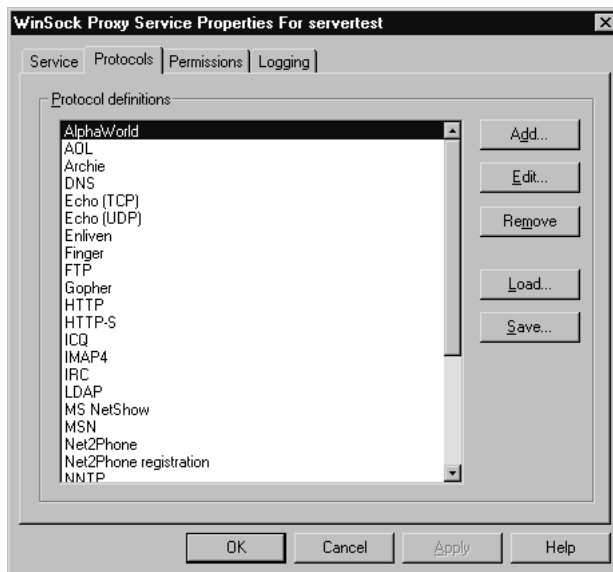 WinSock Proxy Service Properties For servertest
Service Protocols Permissions Logging
Protocol definitions
AlphaWorld
AOL
Archie
DNS
Echo (TCP)
Echo (UDP)
Enliven
Finger
FTP
Gopher
HTTP
HTTP-S
ICQ
IMAP4
IRC
LDAP
MS NetShow
MSN
Net2Phone
Net2Phone registration
NNTP
Add...
Edit...
Remove
Load...
Save...
OK Cancel Apply Help